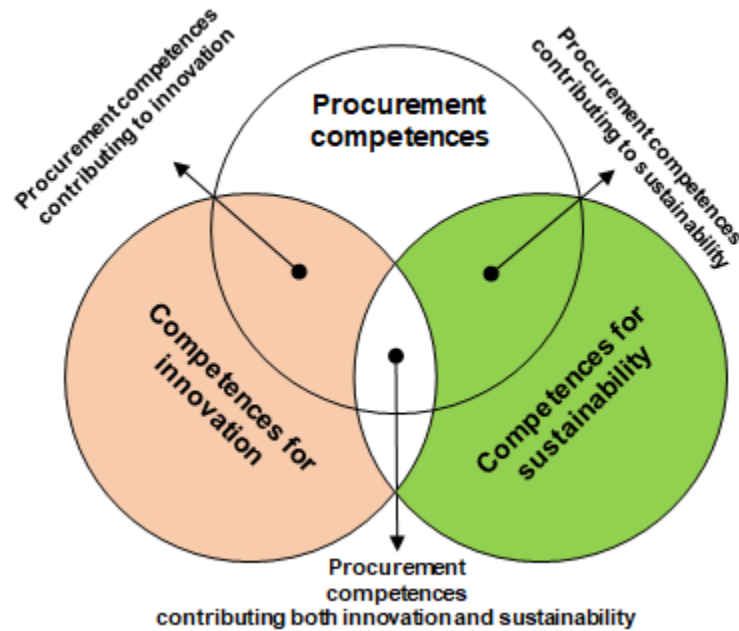 Procurement competences
contributing to innovation
Procurement
competences
Procurement competences
contributing to sustainability
Competences for
innovation
Competences for
sustainability
Procurement
competences
contributing both innovation and sustainability